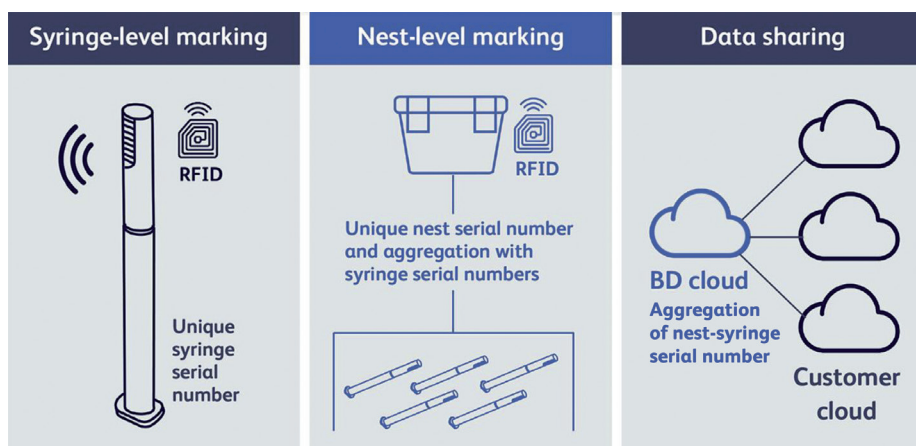 Syringe-level marking
RFID
Unique
syringe
serial
number
Nest-level marking
RFID
Unique nest serial number
and aggregation with
syringe serial numbers
Data sharing
BD cloud
Aggregation
of nest-syringe
serial number
Customer
cloud